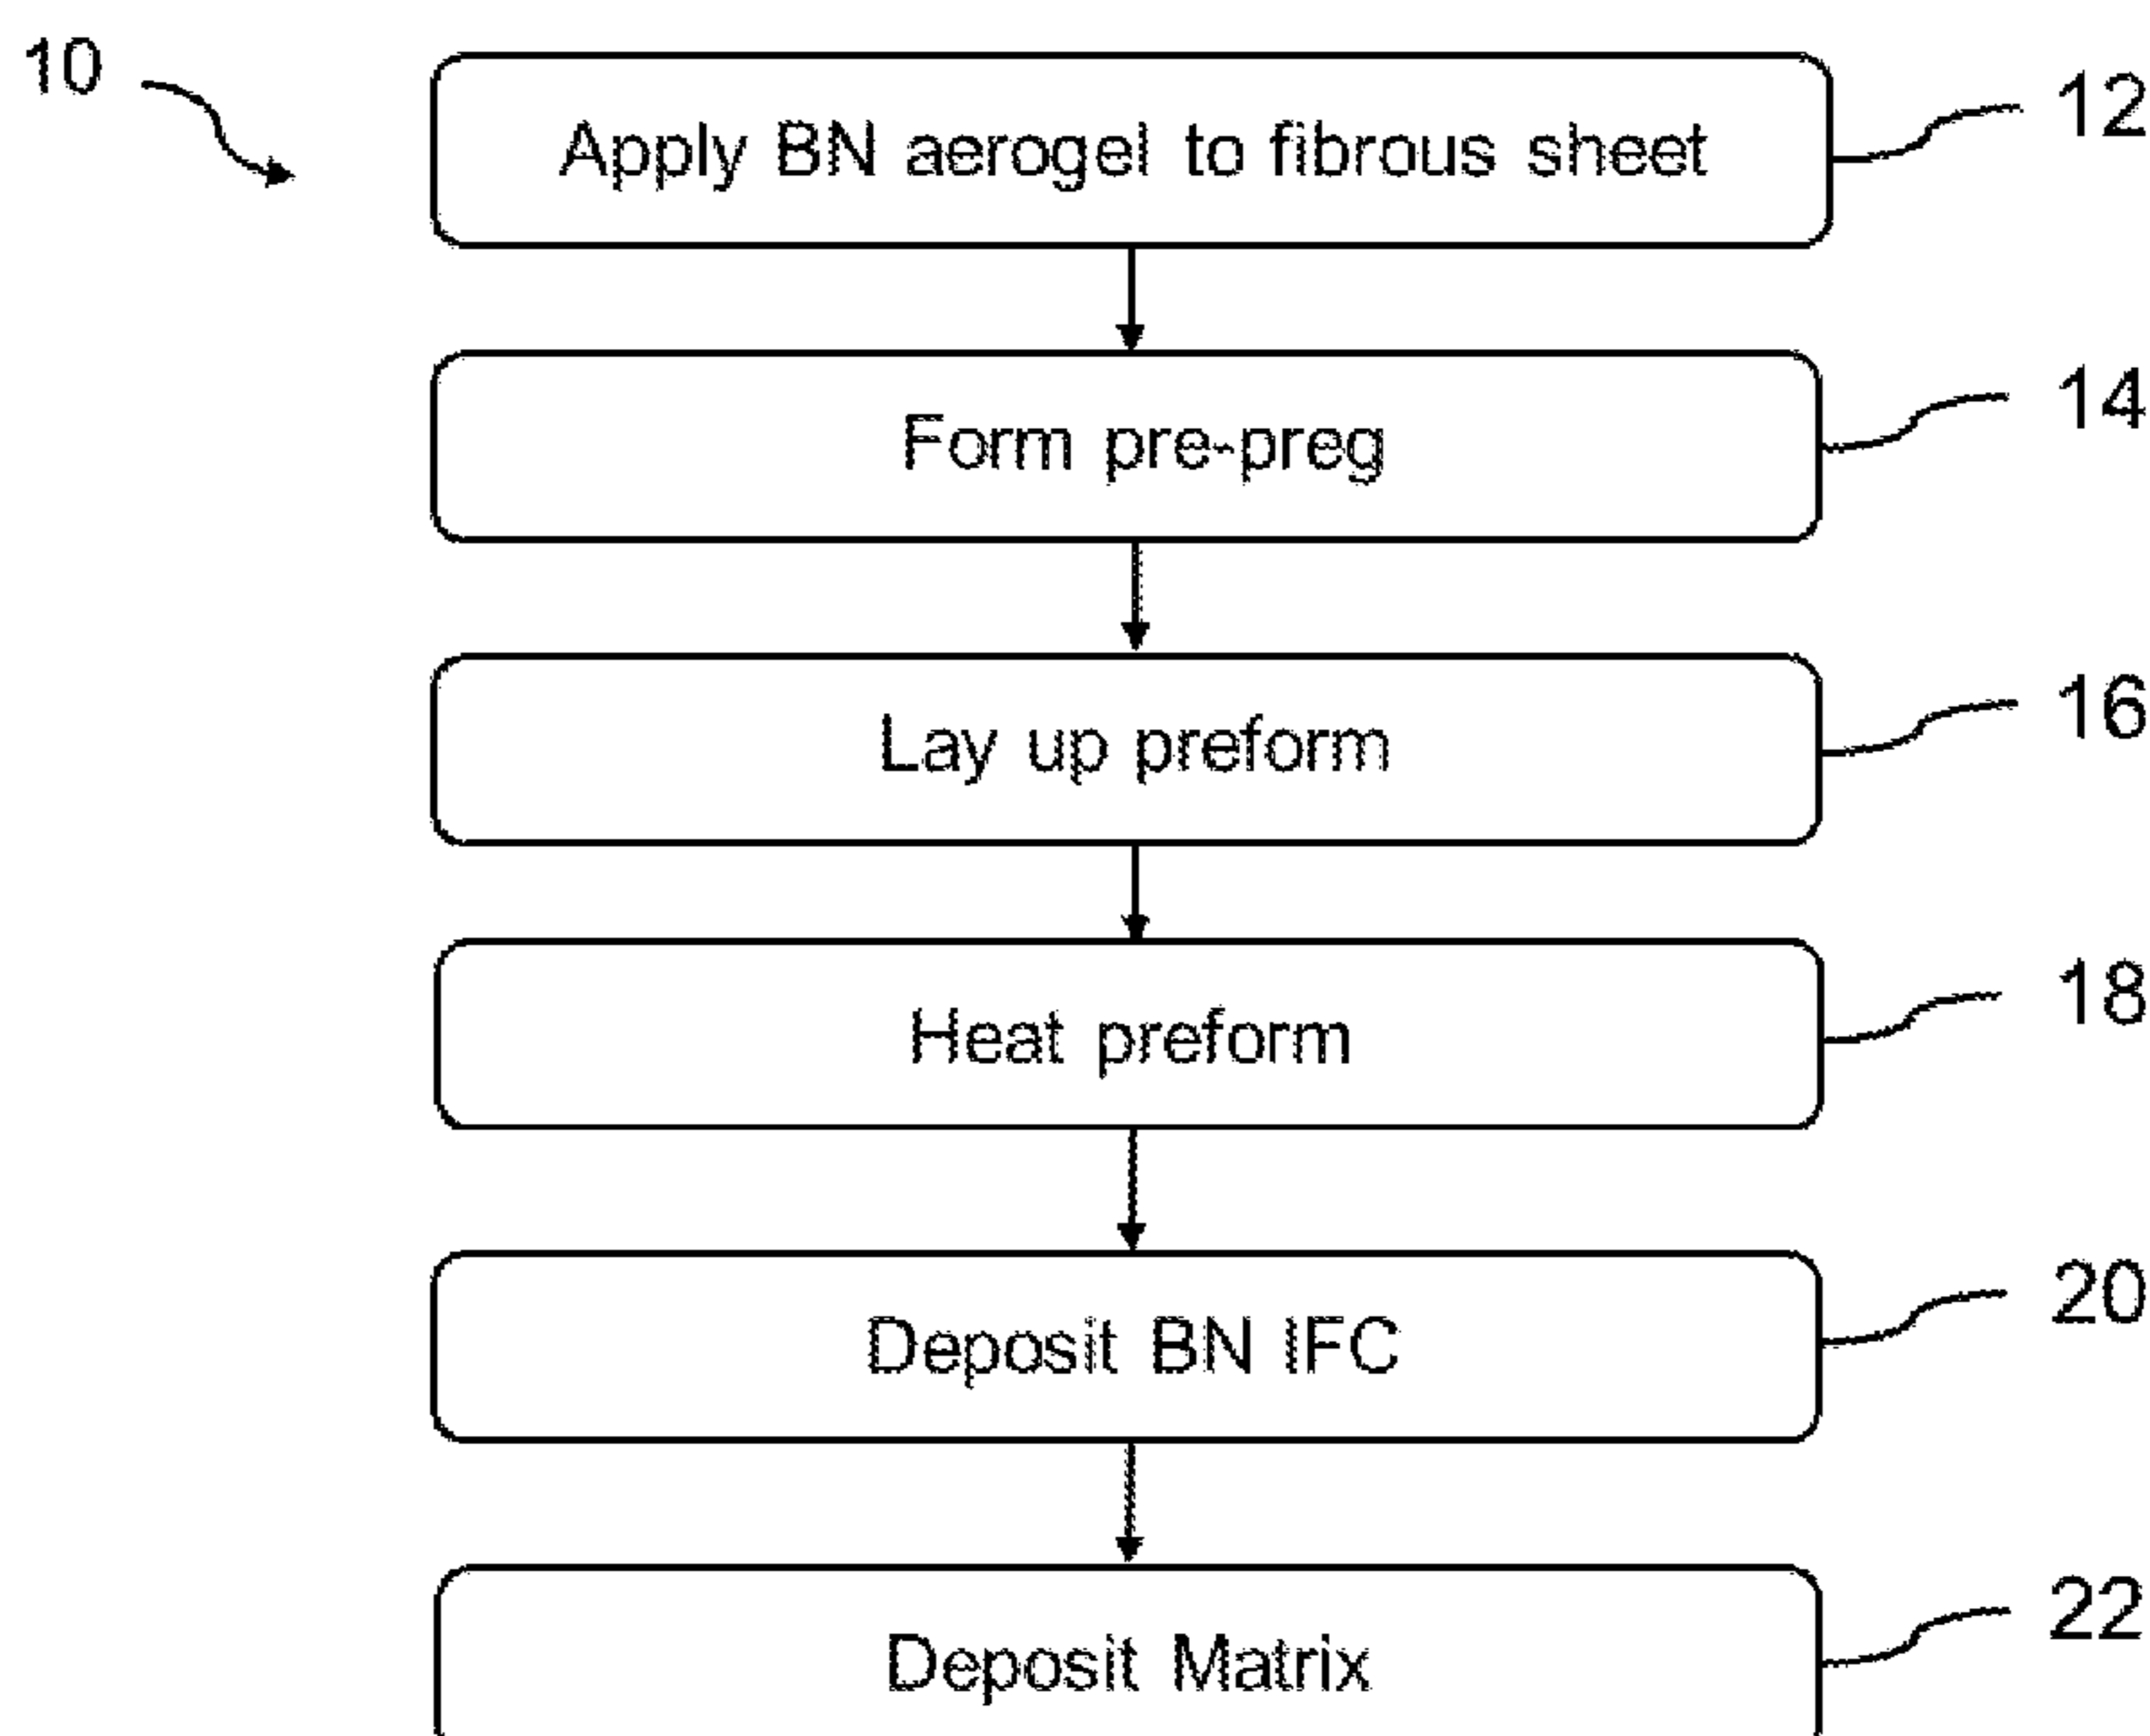 10
Apply BN aerogel to fibrous sheet
12
Form pre-preg
14
Lay up preform
16
Heat preform
18
Deposit BN IFC
20
Deposit Matrix
22